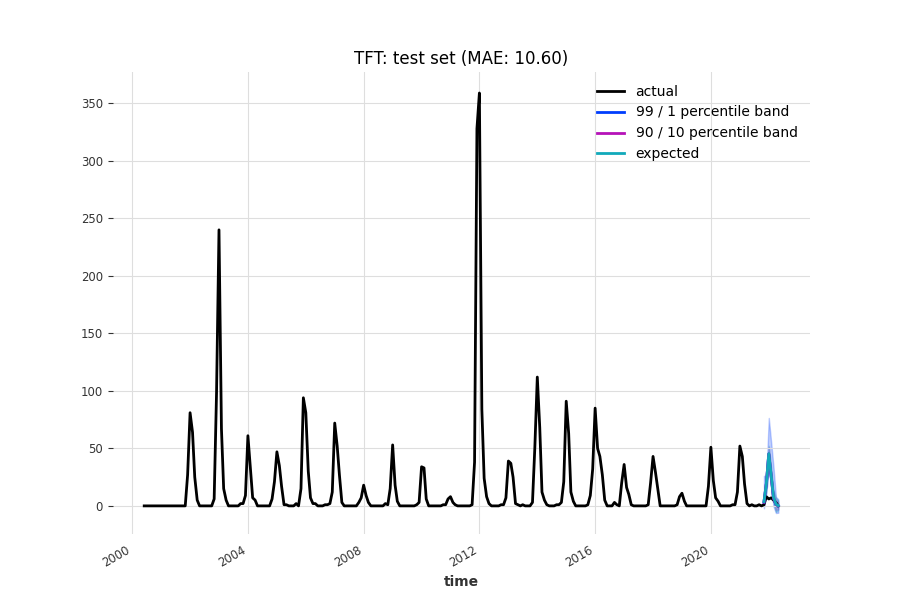 TFT: test set (MAE: 10.60)
actual
99 / 1 percentile band
90 / 10 percentile band
expected
350
300
250
200
150
100
50
0
2000 2004 2008 2012 2016 2020
time